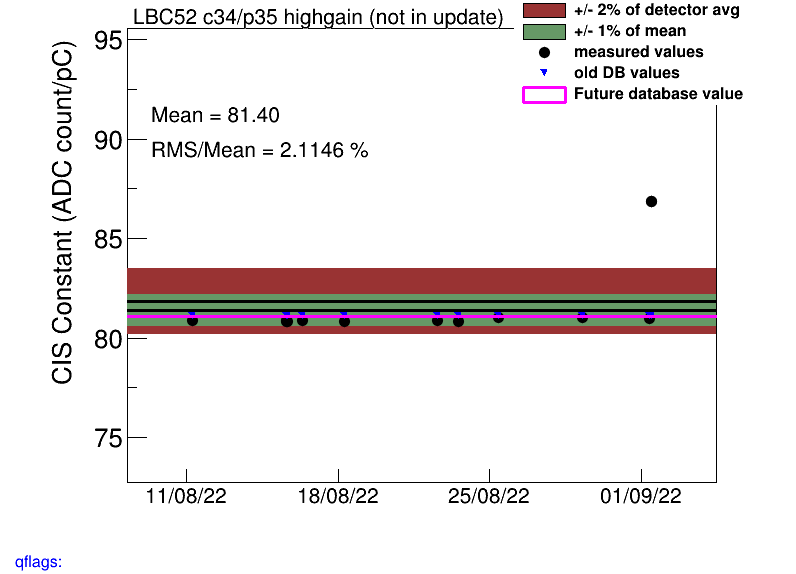 LBC52 c34/p35 highgain (not in update)
+/- 2% of detector avg
+/- 1% of mean
measured values
old DB values
Future database value
Mean = 81.40
RMS/Mean = 2.1146 %
CIS Constant (ADC count/pC)
95
90
85
80
75
11/08/22 18/08/22 25/08/22 01/09/22
qflags: